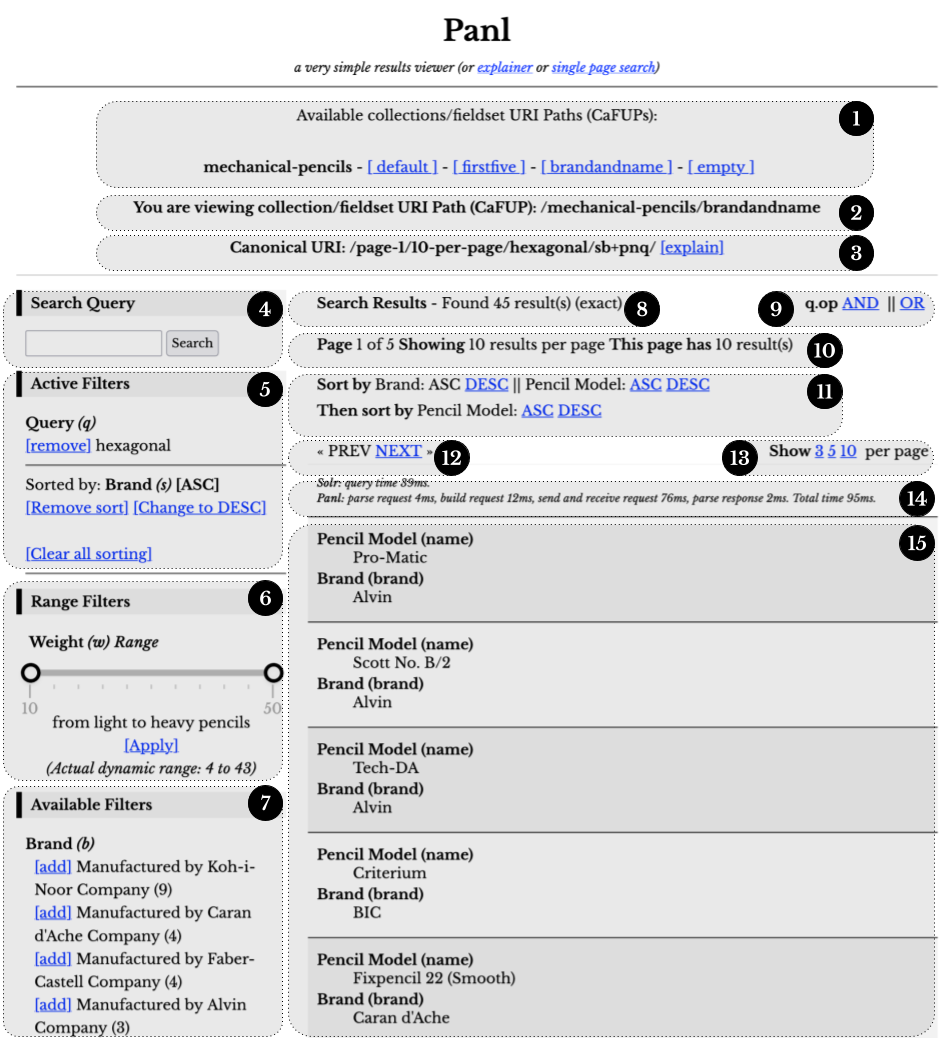 Panl
a very simple results viewer (or explainer or single page search)
Available collections/fieldset URI Paths (CaFUPs):
1
mechanical-pencils - [ default ] - [ firstfive ] - [ brandandname ] - [ empty ]
You are viewing collection/fieldset URI Path (CaFUP): /mechanical-pencils/brandandname
2
Canonical URI: /page-1/10-per-page/hexagonal/sb+pnq/ [explain]
3
Search Query
4
Search
Active Filters
5
Query (q)
[remove] hexagonal
Sorted by: Brand (s) [ASC]
[Remove sort] [Change to DESC]
[Clear all sorting]
Range Filters
6
Weight (w) Range
10
50
from light to heavy pencils
[Apply]
(Actual dynamic range: 4 to 43)
Available Filters
7
Brand (b)
[add] Manufactured by Koh-i-
Noor Company (9)
[add] Manufactured by Caran
d'Ache Company (4)
[add] Manufactured by Faber-
Castell Company (4)
[add] Manufactured by Alvin
Company (3)
Search Results - Found 45 result(s) (exact)
8
9
q.op AND || OR
Page 1 of 5 Showing 10 results per page This page has 10 result(s)
10
Sort by Brand: ASC DESC || Pencil Model: ASC DESC
11
Then sort by Pencil Model: ASC DESC
« PREV NEXT »
12
13
Show 3 5 10 per page
Solr: query time 39ms.
Panl: parse request 4ms, build request 12ms, send and receive request 76ms, parse response 2ms. Total time 95ms.
14
15
Pencil Model (name)
Pro-Matic
Brand (brand)
Alvin
Pencil Model (name)
Scott No. B/2
Brand (brand)
Alvin
Pencil Model (name)
Tech-DA
Brand (brand)
Alvin
Pencil Model (name)
Criterium
Brand (brand)
BIC
Pencil Model (name)
Fixpencil 22 (Smooth)
Brand (brand)
Caran d'Ache